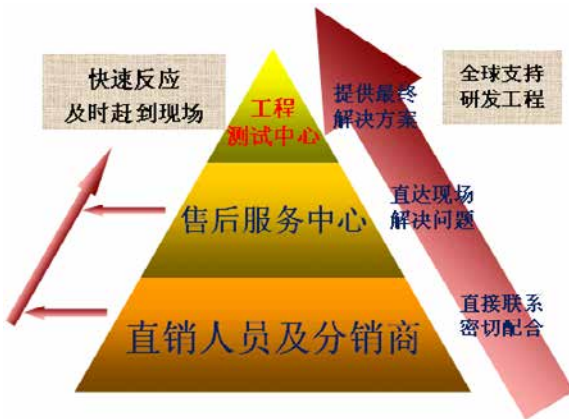 快速反应
及时赶到现场
全球支持
研发工程
工程
测试中心
提供最终
解决方案
售后服务中心
直达现场
解决问题
直销人员及分销商
直接联系
密切配合